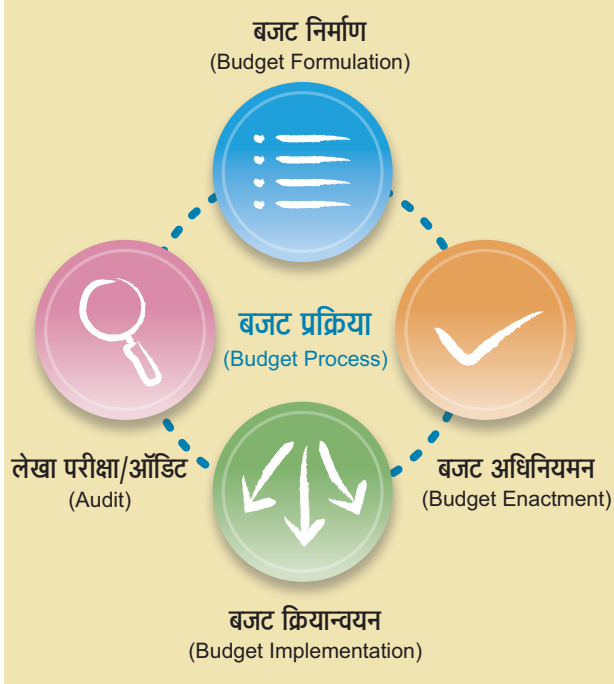 बजट निर्माण
(Budget Formulation)
बजट प्रक्रिया
(Budget Process)
लेखा परीक्षा/ऑडिट
(Audit)
बजट अधिनियमन
(Budget Enactment)
बजट क्रियान्वयन
(Budget Implementation)